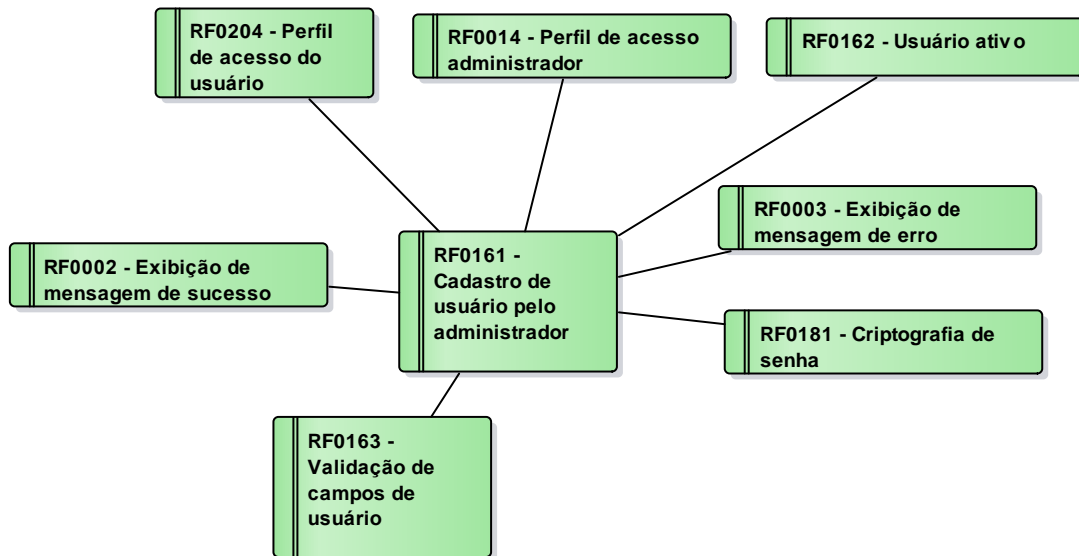 RF0204 - Perfil
de acesso do
usuário
RF0014 - Perfil de acesso
administrador
RF0162 - Usuário ativo
RF0003 - Exibição de
mensagem de erro
RF0161 -
Cadastro de
usuário pelo
administrador
RF0002 - Exibição de
mensagem de sucesso
RF0181 - Criptografia de
senha
RF0163 -
Validação de
campos de
usuário